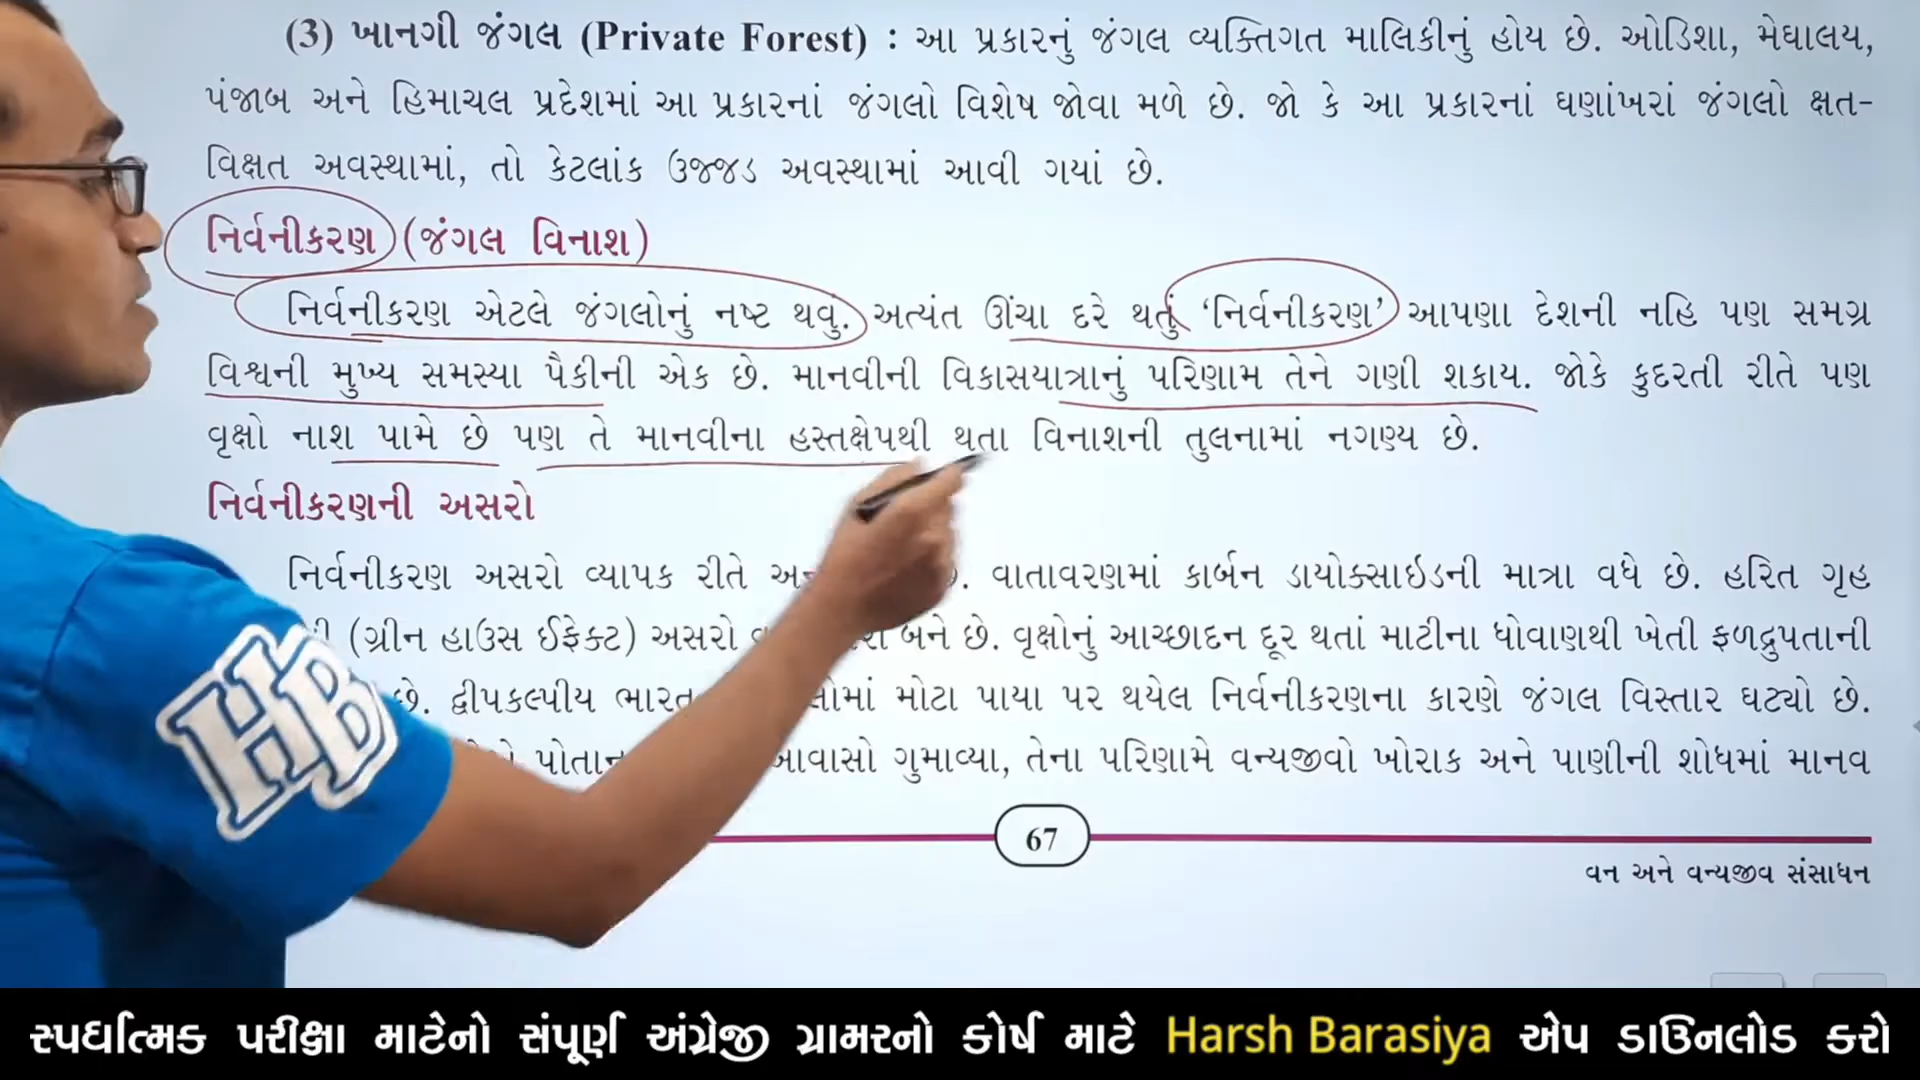 (3) ખાનગી જંગલ (Private Forest) : આ પ્રકારનું જંગલ વ્યક્તિગત માલિકીનું હોય છે. ઓડિશા, મેઘાલય,
પંજાબ અને હિમાચલ પ્રદેશમાં આ પ્રકારનાં જંગલો વિશેષ જોવા મળે છે. જો કે આ પ્રકારનાં ઘણાંખરાં જંગલો ક્ષત-
વિક્ષત અવસ્થામાં, તો કેટલાંક ઉજ્જડ અવસ્થામાં આવી ગયાં છે.
નિર્વનીકરણ (જંગલ વિનાશ)
નિર્વનીકરણ એટલે જંગલોનું નષ્ટ થવું. અત્યંત ઊંચા દરે થતું ‘નિર્વનીકરણ’ આપણા દેશની નહિ પણ સમગ્ર
વિશ્વની મુખ્ય સમસ્યા પૈકીની એક છે. માનવીની વિકાસયાત્રાનું પરિણામ તેને ગણી શકાય. જોકે કુદરતી રીતે પણ
વૃક્ષો નાશ પામે છે પણ તે માનવીના હસ્તક્ષેપથી થતા વિનાશની તુલનામાં નગણ્ય છે.
નિર્વનીકરણની અસરો
નિર્વનીકરણ અસરો વ્યાપક રીતે વાતાવરણમાં કાર્બન ડાયોક્સાઇડની માત્રા વધે છે. હરિત ગૃહ
(ગ્રીન હાઉસ ઈફેક્ટ) અસરો બને છે. વૃક્ષોનું આચ્છાદન દૂર થતાં માટીના ધોવાણથી ખેતી ફળદ્રુપતાની
છે. દ્વીપકલ્પીય મોટા પાયા પર થયેલ નિર્વનીકરણના કારણે જંગલ વિસ્તાર ઘટ્યો છે.
ગુમાવ્યા, તેના પરિણામે વન્યજીવો ખોરાક અને પાણીની શોધમાં માનવ
67
વન અને વન્યજીવ સંસાધન
HB
સ્પર્ધાત્મક પરીક્ષા માટેનો સંપૂર્ણ અંગ્રેજી ગ્રામરનો કોર્ષ માટે Harsh Barasiya એપ ડાઉનલોડ કરો